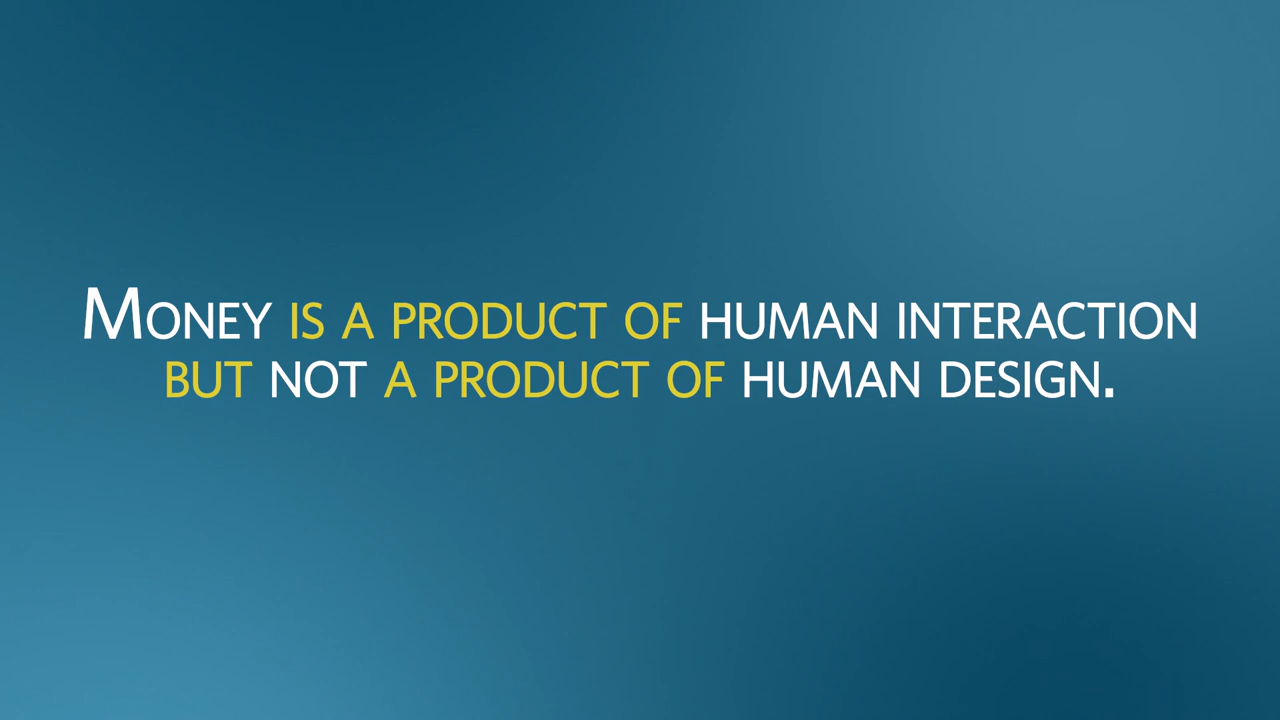 Money is a product of human interaction
but not a product of human design.